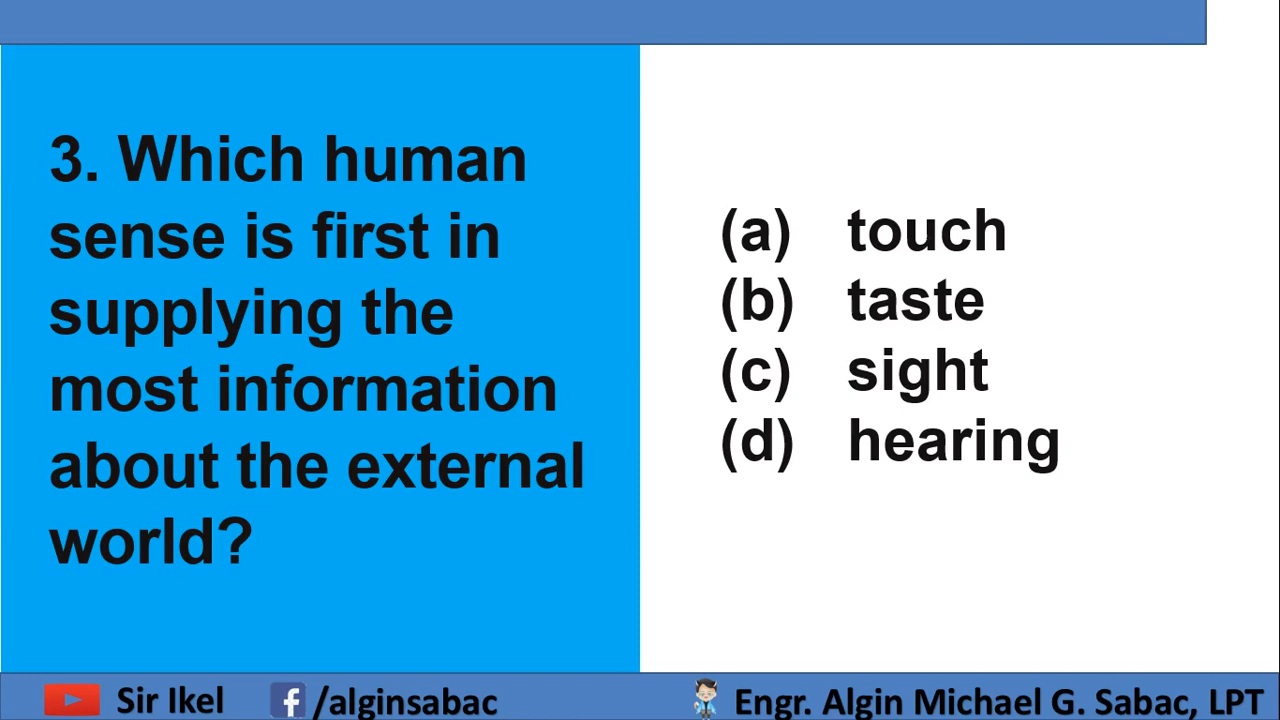 3. Which human
sense is first in
supplying the
most information
about the external
world?
(a) touch
(b) taste
(c) sight
(d) hearing
Sir Ikel
/alginsabac
Engr. Algin Michael G. Sabac, LPT